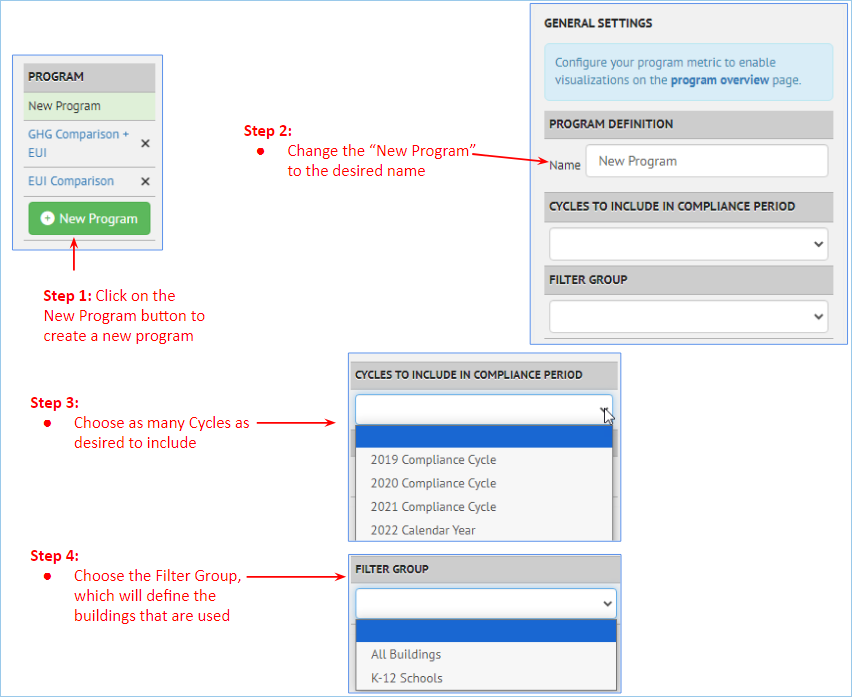 PROGRAM
New Program
GHG Comparison +
EUI
EUI Comparison
New Program
Step 1: Click on the
New Program button to
create a new program
Step 2:
● Change the “New Program”
to the desired name
GENERAL SETTINGS
Configure your program metric to enable
visualizations on the program overview page.
PROGRAM DEFINITION
Name New Program
CYCLES TO INCLUDE IN COMPLIANCE PERIOD
FILTER GROUP
Step 3:
● Choose as many Cycles as
desired to include
CYCLES TO INCLUDE IN COMPLIANCE PERIOD
2019 Compliance Cycle
2020 Compliance Cycle
2021 Compliance Cycle
2022 Calendar Year
Step 4:
● Choose the Filter Group,
which will define the
buildings that are used
FILTER GROUP
All Buildings
K-12 Schools